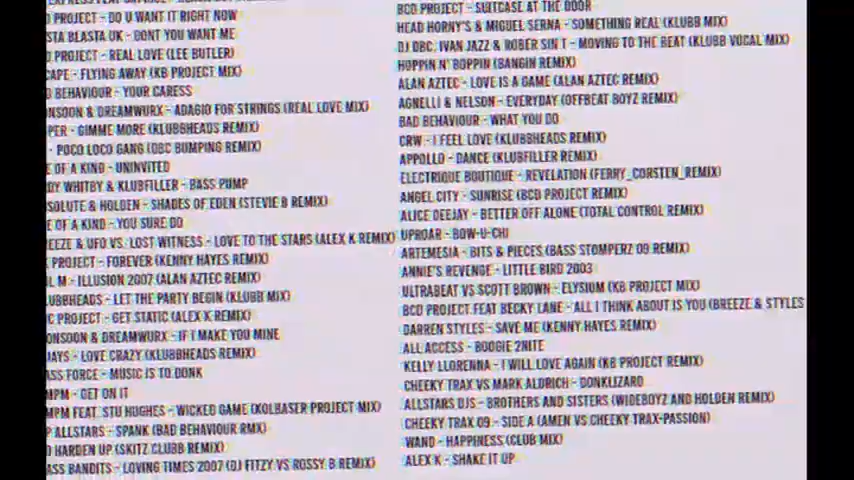 PROJECT - DO U WANT IT RIGHT NOW
STA BLASTA UK - DONT YOU WANT ME
PROJECT - REAL LOVE (LEE BUTLER)
CAPE - FLYING AWAY (KB PROJECT MIX)
BEHAVIOUR - YOUR CARESS
NSOON & DREAMWURX - ADAGIO FOR STRINGS (REAL LOVE MIX)
PER - GIMME MORE (KLUBBHEADS REMIX)
- POCO LOCO GANG (DBC BUMPING REMIX)
E OF A KIND - UNINVITED
DY WHITBY & KLUBFILLER - BASS PUMP
SOLUTE & HOLDEN - SHADES OF EDEN (STEVIE B REMIX)
E OF A KIND - YOU SURE DO
EEZE & UFO VS. LOST WITNESS - LOVE TO THE STARS (ALEX K REMIX)
PROJECT - FOREVER (KENNY HAYES REMIX)
L M - ILLUSION 2007 (ALAN AZTEC REMIX)
UBBHEADS - LET THE PARTY BEGIN (KLUBB MIX)
C PROJECT - GET STATIC (ALEX K REMIX)
ONSOON & DREAMWURX - IF I MAKE YOU MINE
JAYS - LOVE CRAZY (KLUBBHEADS REMIX)
ASS FORCE - MUSIC IS TO DONK
MPM - GET ON IT
MPM FEAT. STU HUGHES - WICKED GAME (KOLBASER PROJECT MIX)
P ALLSTARS - SPANK (BAD BEHAVIOUR RMX)
HARDEN UP (SKITZ CLUBB REMIX)
ASS BANDITS - LOVING TIMES 2007 (DJ FITZY VS ROSSY B REMIX)
BCD PROJECT - SUITCASE AT THE DOOR
HEAD HORNY'S & MIGUEL SERNA - SOMETHING REAL (KLUBB MIX)
DJ DBC, IVAN JAZZ & ROBER SIN T - MOVING TO THE BEAT (KLUBB VOCAL MIX)
HOPPIN N' BOPPIN (BANGIN REMIX)
ALAN AZTEC - LOVE IS A GAME (ALAN AZTEC REMIX)
AGNELLI & NELSON - EVERYDAY (OFFBEAT BOYZ REMIX)
BAD BEHAVIOUR - WHAT YOU DO
CRW - I FEEL LOVE (KLUBBHEADS REMIX)
APPOLLO - DANCE (KLUBFILLER REMIX)
ELECTRIQUE BOUTIQUE - REVELATION (FERRY_CORSTEN_REMIX)
ANGEL CITY - SUNRISE (BCD PROJECT REMIX)
ALICE DEEJAY - BETTER OFF ALONE (TOTAL CONTROL REMIX)
UPROAR - BOW-U-CHI
ARTEMESIA - BITS & PIECES (BASS STOMPERZ 09 REMIX)
ANNIE'S REVENGE - LITTLE BIRD 2003
ULTRABEAT VS SCOTT BROWN - ELYSIUM (KB PROJECT MIX)
BCD PROJECT FEAT BECKY LANE - ALL I THINK ABOUT IS YOU (BREEZE & STYLES
DARREN STYLES - SAVE ME (KENNY HAYES REMIX)
ALL ACCESS - BOOGIE 2NITE
KELLY LLORENNA - I WILL LOVE AGAIN (KB PROJECT REMIX)
CHEEKY TRAX VS MARK ALDRICH - DONKLIZARD
ALLSTARS DJS - BROTHERS AND SISTERS (WIDEBOYZ AND HOLDEN REMIX)
CHEEKY TRAX 09 - SIDE A (AMEN VS CHEEKY TRAX-PASSION)
WAND - HAPPINESS (CLUB MIX)
ALEX K - SHAKE IT UP